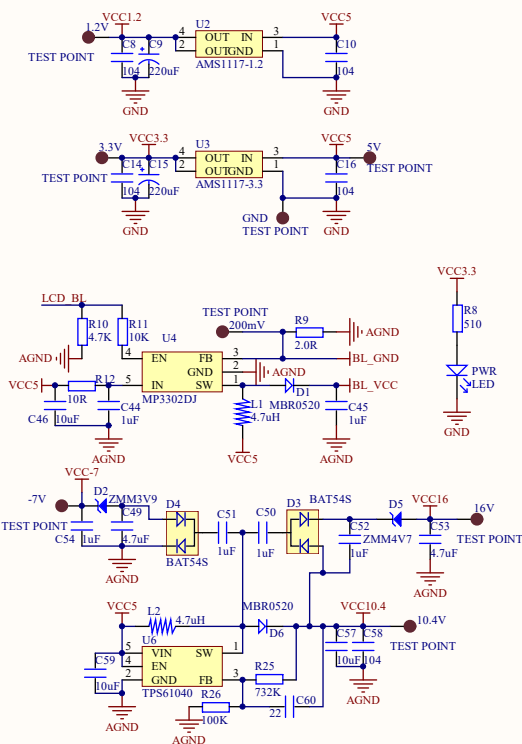 VCC1.2
1.2V
TEST POINT
C8
104
C9
220uF
GND
U2
4 OUT IN 3
2 OUT GND 1
AMS1117-1.2
VCC5
C10
104
GND
VCC3.3
3.3V
TEST POINT
C14
104
C15
220uF
GND
U3
4 OUT IN 3
2 OUT GND 1
AMS1117-3.3
VCC5
5V
TEST POINT
C16
104
GND
GND
TEST POINT
LCD_BL
R10
4.7K
R11
10K
AGND
VCC5
R12
10R
C46
10uF
C44
1uF
AGND
U4
4 EN FB 3
GND 2
5 IN SW 1
MP3302DJ
TEST POINT
200mV
R9
2.0R
AGND
BL_GND
AGND
L1
4.7uH
VCC5
D1
MBR0520
BL_VCC
C45
1uF
AGND
VCC3.3
R8
510
PWR
LED
GND
VCC-7
-7V
TEST POINT
D2
ZMM3V9
C54
1uF
C49
4.7uF
AGND
D4
BAT54S
C51
1uF
C50
1uF
D3
BAT54S
C52
1uF
D5
ZMM4V7
VCC16
16V
TEST POINT
C53
4.7uF
AGND
VCC5
L2
4.7uH
MBR0520
D6
U6
5 VIN SW 1
4 EN
2 GND FB 3
TPS61040
C59
10uF
AGND
R25
732K
R26
100K
AGND
C60
22
VCC10.4
10.4V
TEST POINT
C57
10uF
C58
104
AGND